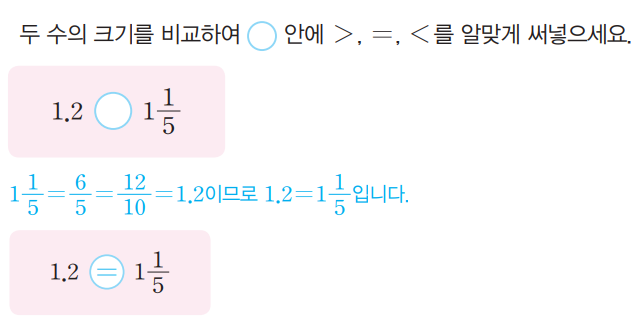 두 수의 크기를 비교하여 ○ 안에 >, =, <를 알맞게 써넣으세요.
1.2 ○ 1 1/5
1 1/5 = 6/5 = 12/10 = 1.2이므로 1.2 = 1 1/5 입니다.
1.2 = 1 1/5